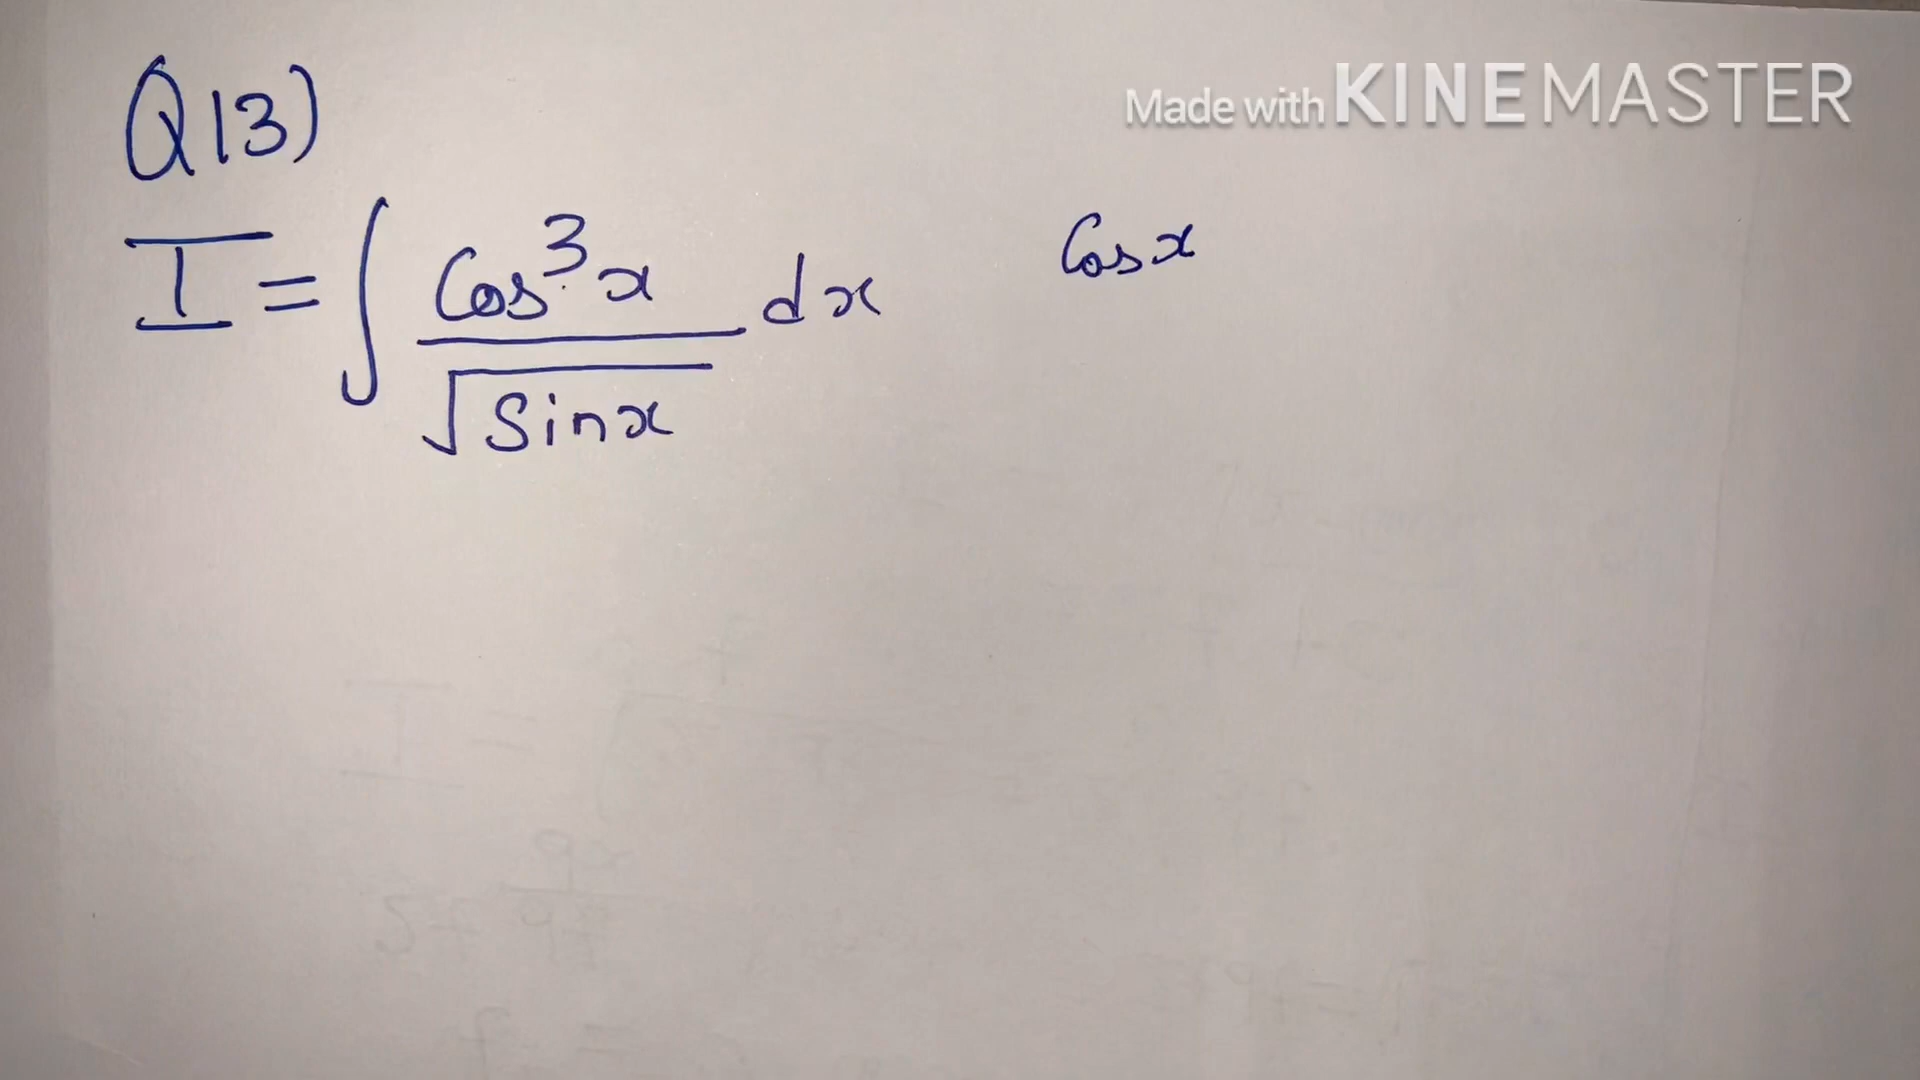 Made with KINEMASTER
Q13)
I = ∫ Cos³x / √Sinx dx
Cosx